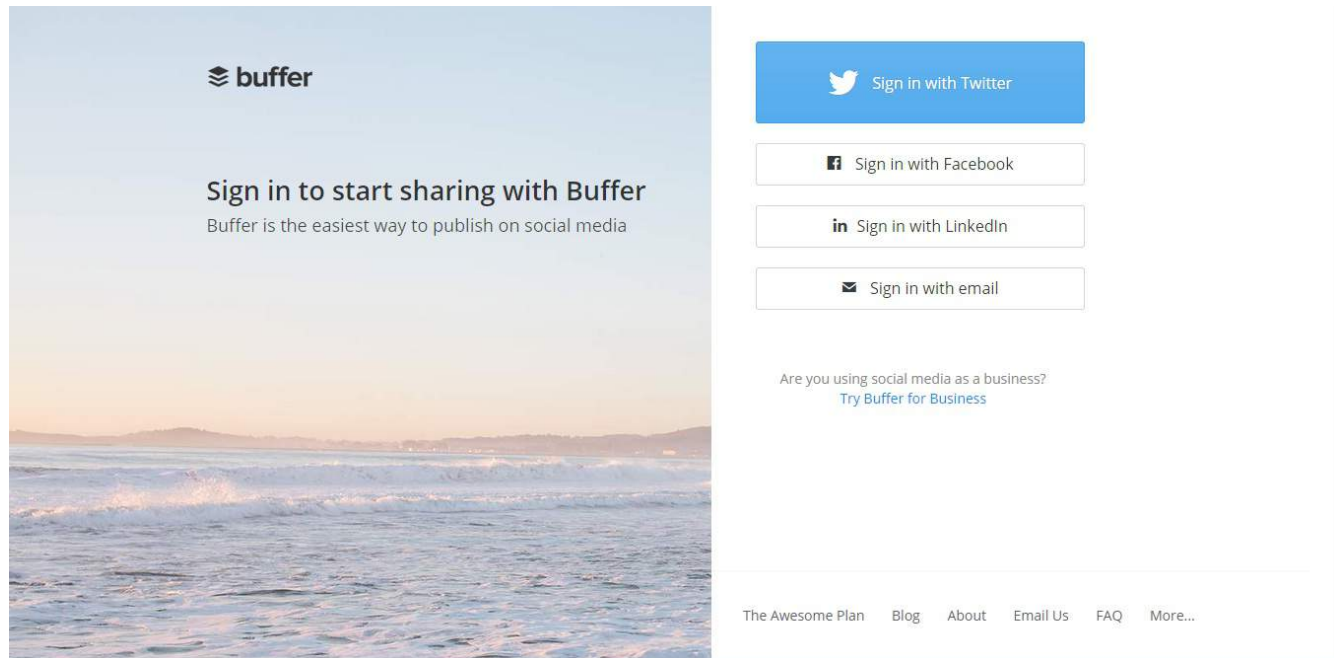 buffer
Sign in to start sharing with Buffer
Buffer is the easiest way to publish on social media
Sign in with Twitter
Sign in with Facebook
in Sign in with LinkedIn
Sign in with email
Are you using social media as a business?
Try Buffer for Business
The Awesome Plan Blog About Email Us FAQ More...